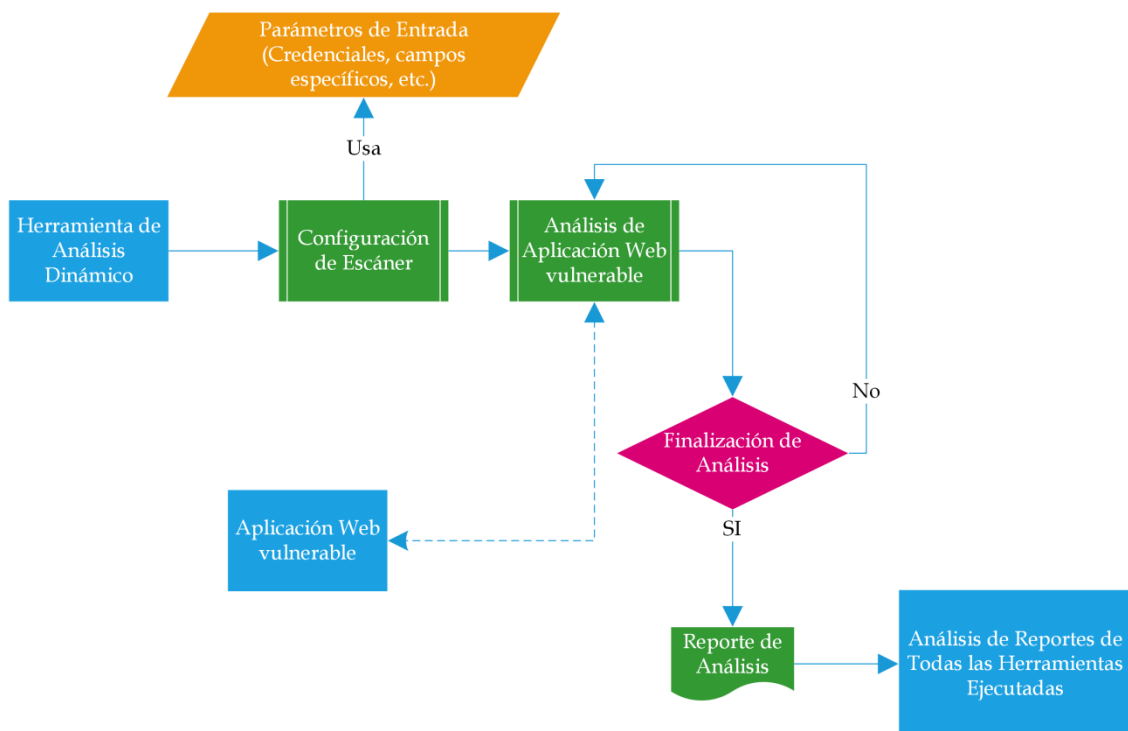 Parámetros de Entrada
(Credenciales, campos
específicos, etc.)
Usa
Herramienta de
Análisis
Dinámico
Configuración
de Escáner
Análisis de
Aplicación Web
vulnerable
No
Finalización de
Análisis
Aplicación Web
vulnerable
SI
Reporte de
Análisis
Análisis de Reportes de
Todas las Herramientas
Ejecutadas